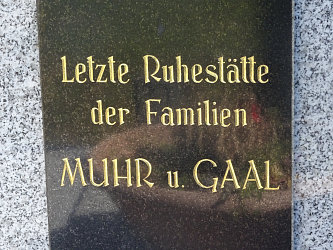 Letzte Ruhestätte
der Familien
MUHR u. GAAL